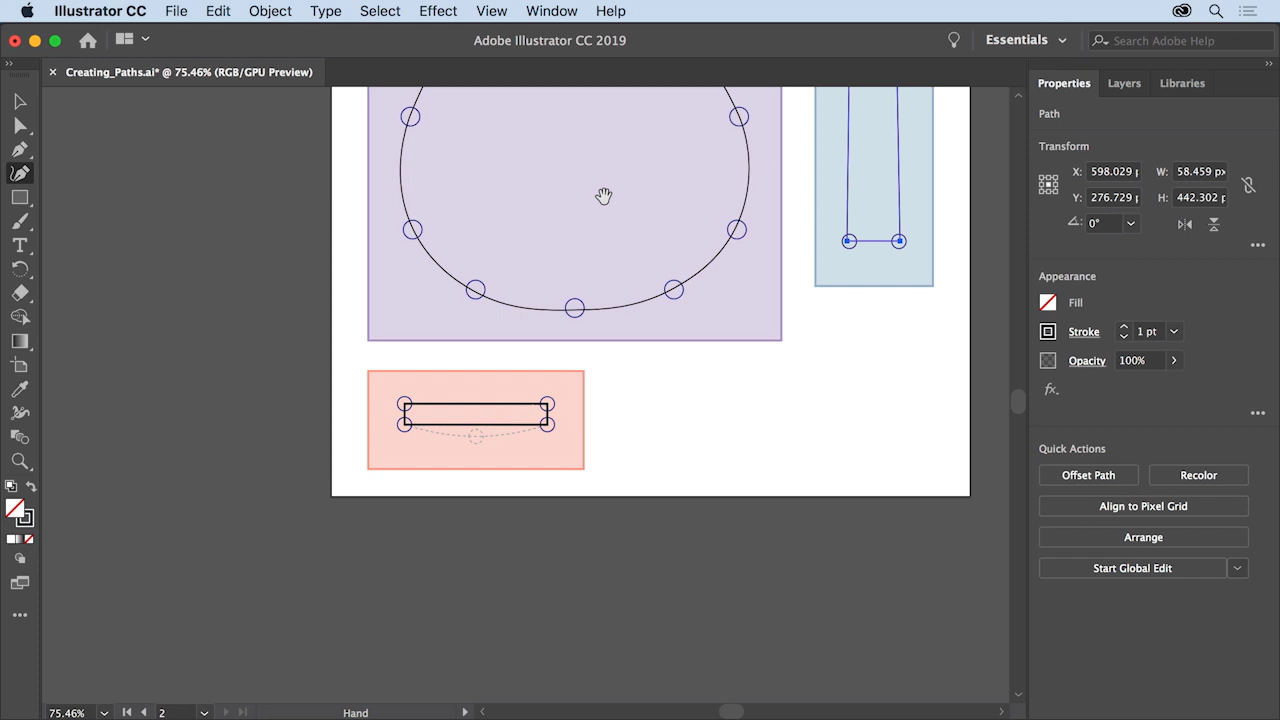 Illustrator CC File Edit Object Type Select Effect View Window Help
Adobe Illustrator CC 2019
Essentials
Search Adobe Help
Creating_Paths.ai* @ 75.46% (RGB/GPU Preview)
Properties Layers Libraries
Path
Transform
X: 598.029 p W: 58.459 px
Y: 276.729 p H: 442.302 p
0°
Appearance
Fill
Stroke 1 pt
Opacity 100%
fx.
Quick Actions
Offset Path Recolor
Align to Pixel Grid
Arrange
Start Global Edit
75.46% 2 Hand